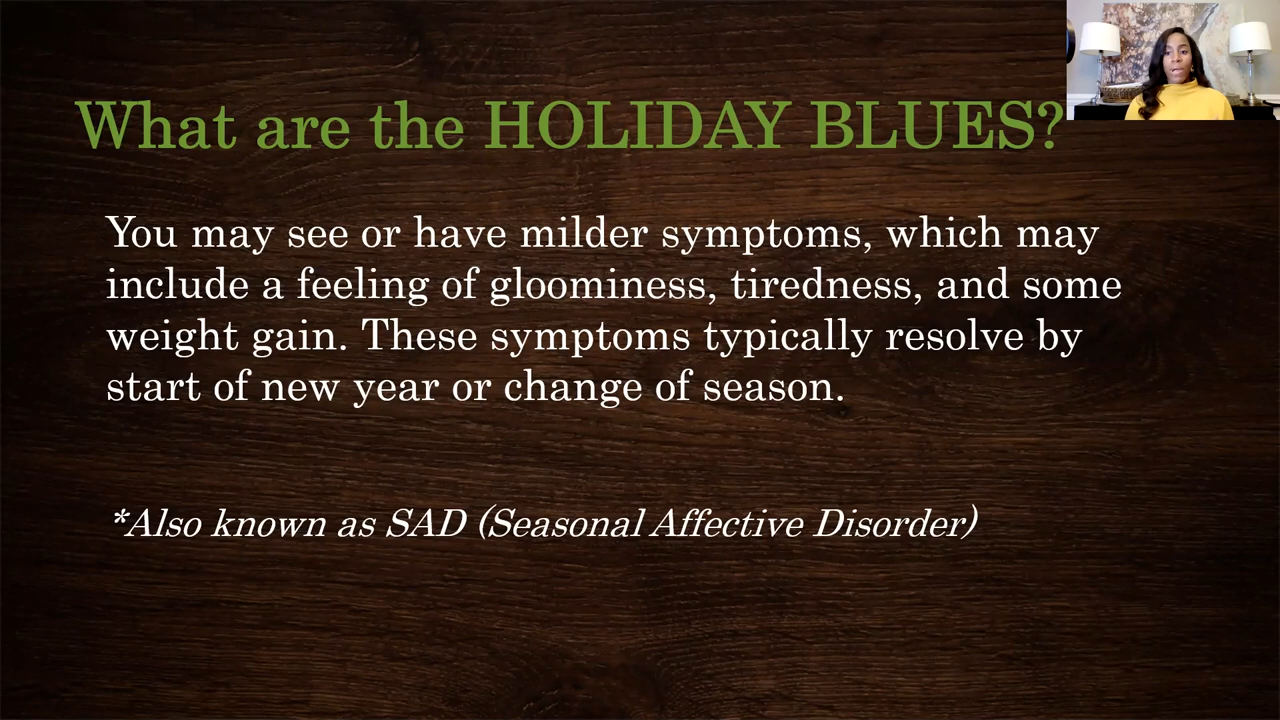 What are the HOLIDAY BLUES?
You may see or have milder symptoms, which may
include a feeling of gloominess, tiredness, and some
weight gain. These symptoms typically resolve by
start of new year or change of season.
*Also known as SAD (Seasonal Affective Disorder)